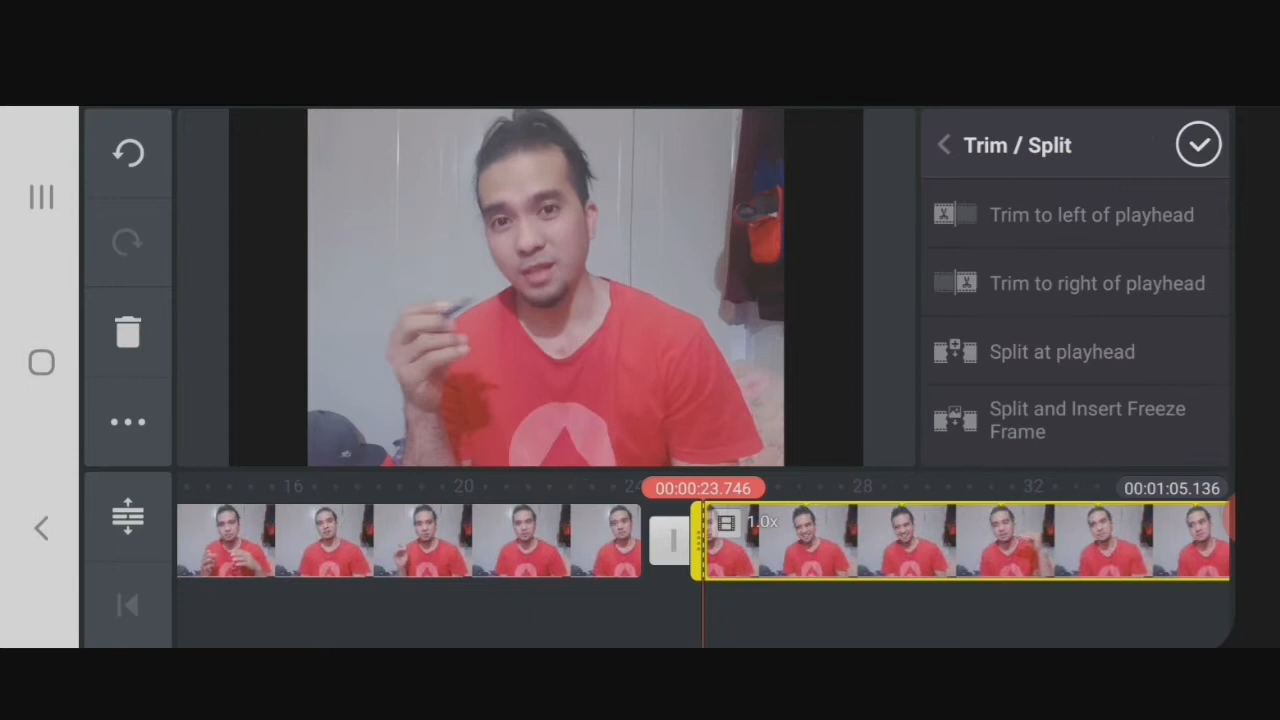 Trim / Split
Trim to left of playhead
Trim to right of playhead
Split at playhead
Split and Insert Freeze
Frame
16
20
24
00:00:23.746
28
32
00:01:05.136
1.0x